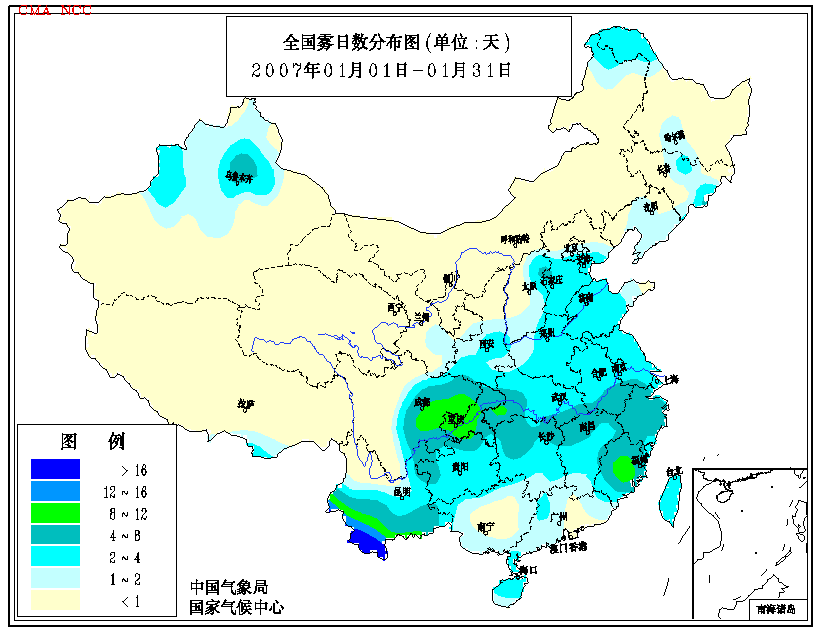 CMA NCC
全国雾日数分布图(单位:天)
2007年01月01日-01月31日
哈尔滨
长春
乌鲁木齐
沈阳
呼和浩特
北京
天津
银川
太原
石家庄
济南
西宁
兰州
西安
郑州
合肥
南京
上海
拉萨
成都
重庆
武汉
长沙
南昌
贵阳
福州
台北
昆明
南宁
广州
澳门 香港
海口
图 例
> 16
12 ~ 16
8 ~ 12
4 ~ 8
2 ~ 4
1 ~ 2
< 1
中国气象局
国家气候中心
南海诸岛